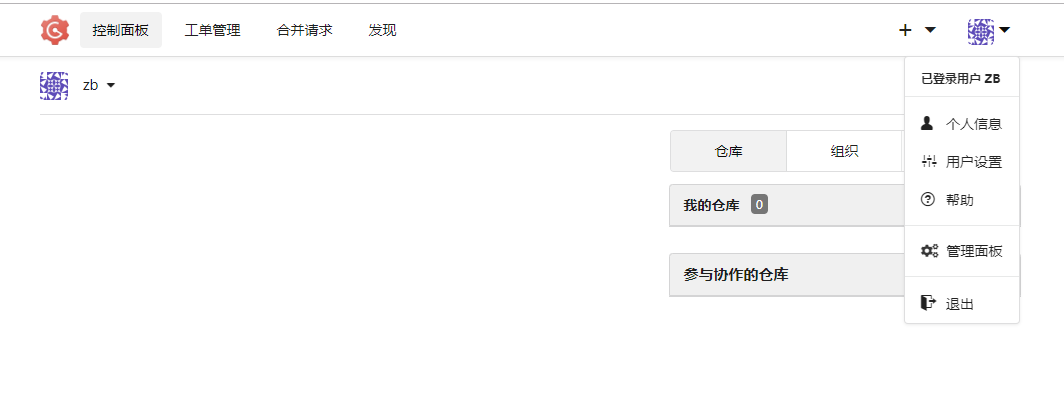 控制面板 工单管理 合并请求 发现
zb
已登录用户 ZB
个人信息
用户设置
帮助
管理面板
退出
仓库 组织
我的仓库 0
参与协作的仓库